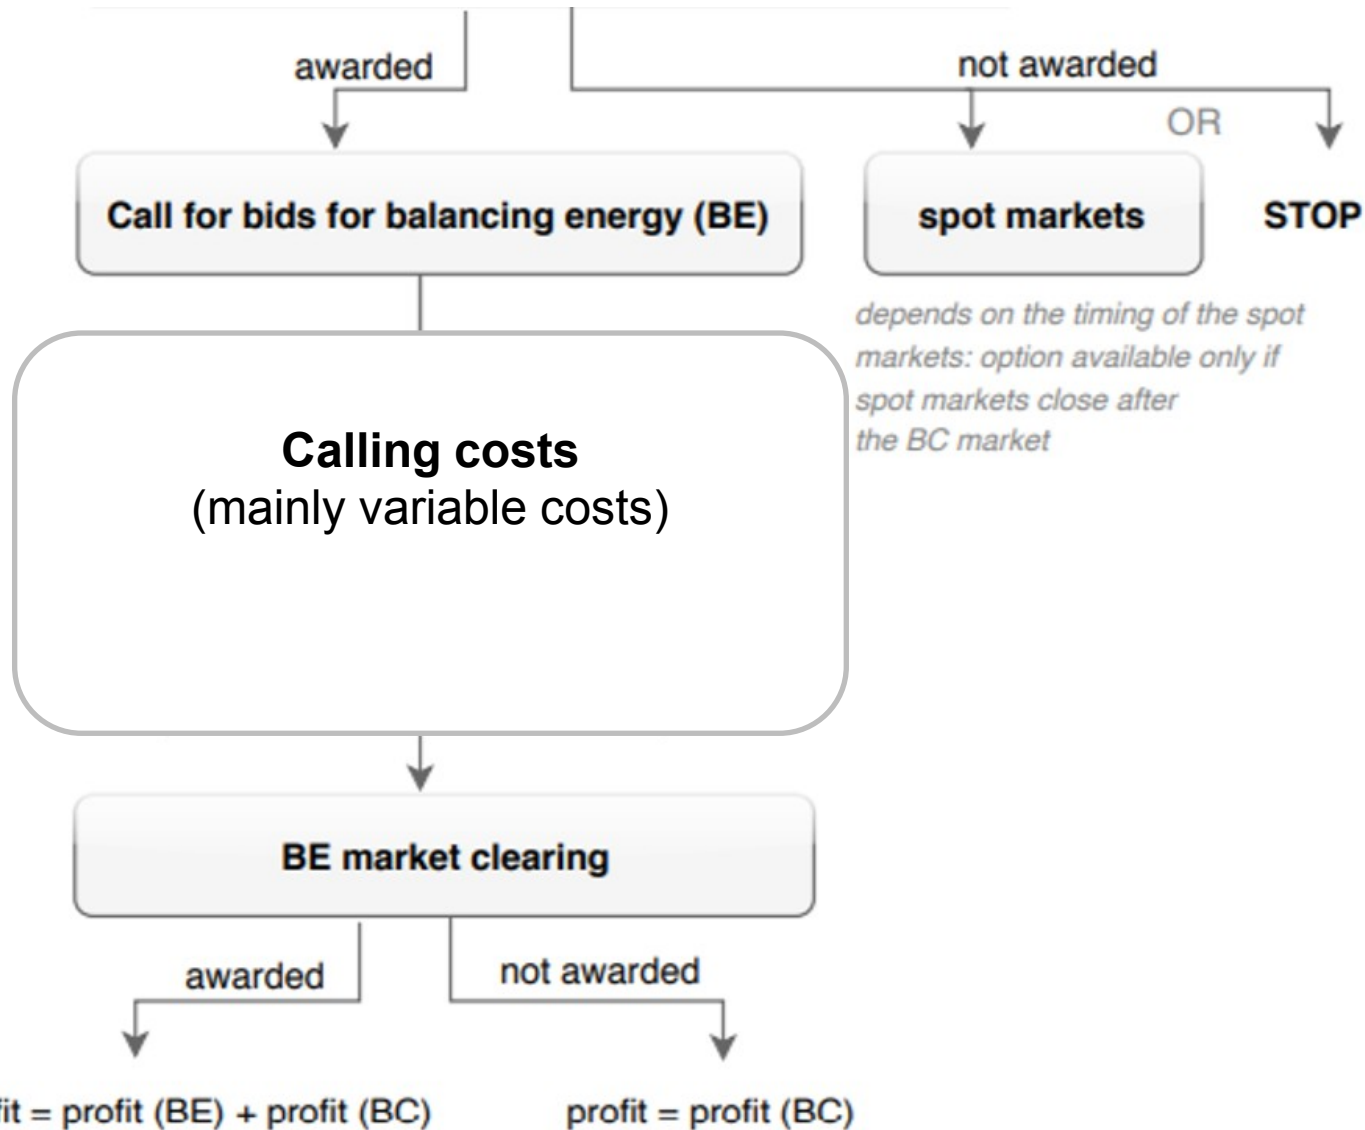 awarded
not awarded
OR
Call for bids for balancing energy (BE)
spot markets
STOP
depends on the timing of the spot
markets: option available only if
spot markets close after
the BC market
Calling costs
(mainly variable costs)
BE market clearing
awarded
not awarded
fit = profit (BE) + profit (BC)
profit = profit (BC)